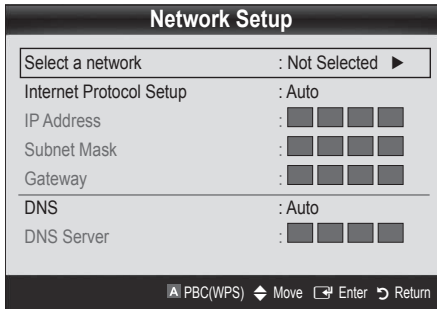 Network Setup
Select a network : Not Selected ▶
Internet Protocol Setup : Auto
IP Address :
Subnet Mask :
Gateway :
DNS : Auto
DNS Server :
A PBC(WPS) Move Enter Return